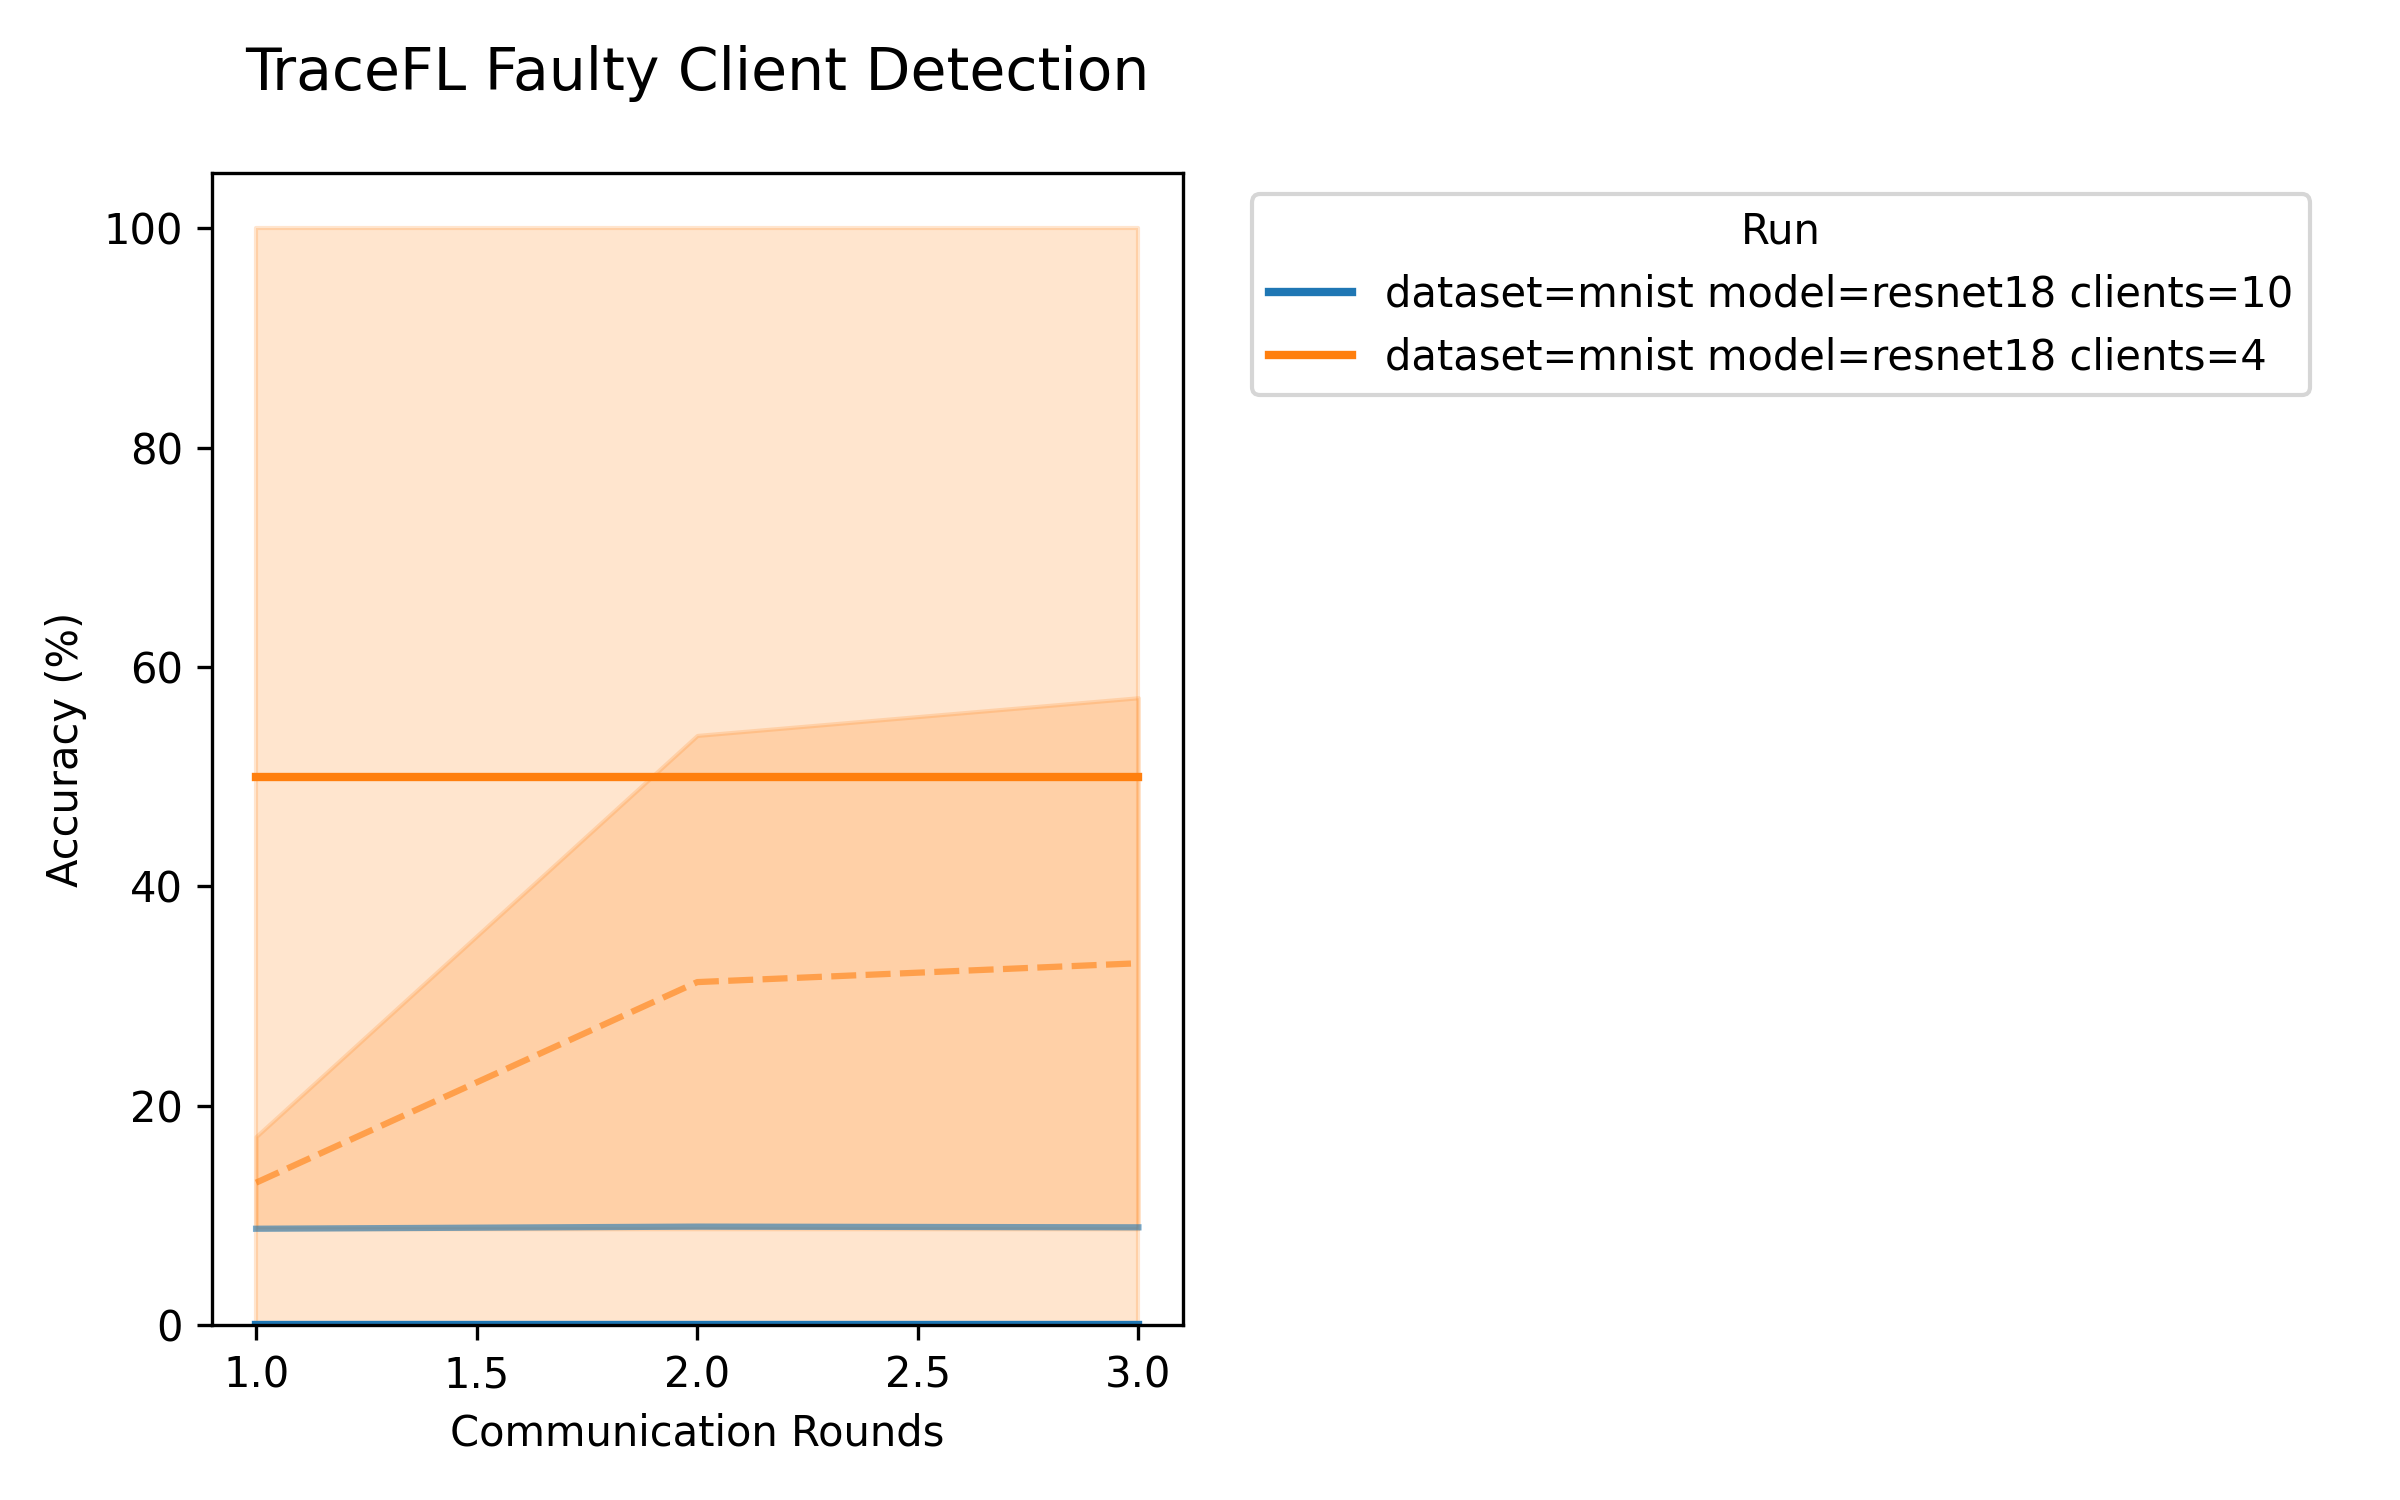 TraceFL Faulty Client Detection
Run
dataset=mnist model=resnet18 clients=10
dataset=mnist model=resnet18 clients=4
Accuracy (%)
100
80
60
40
20
0
1.0 1.5 2.0 2.5 3.0
Communication Rounds